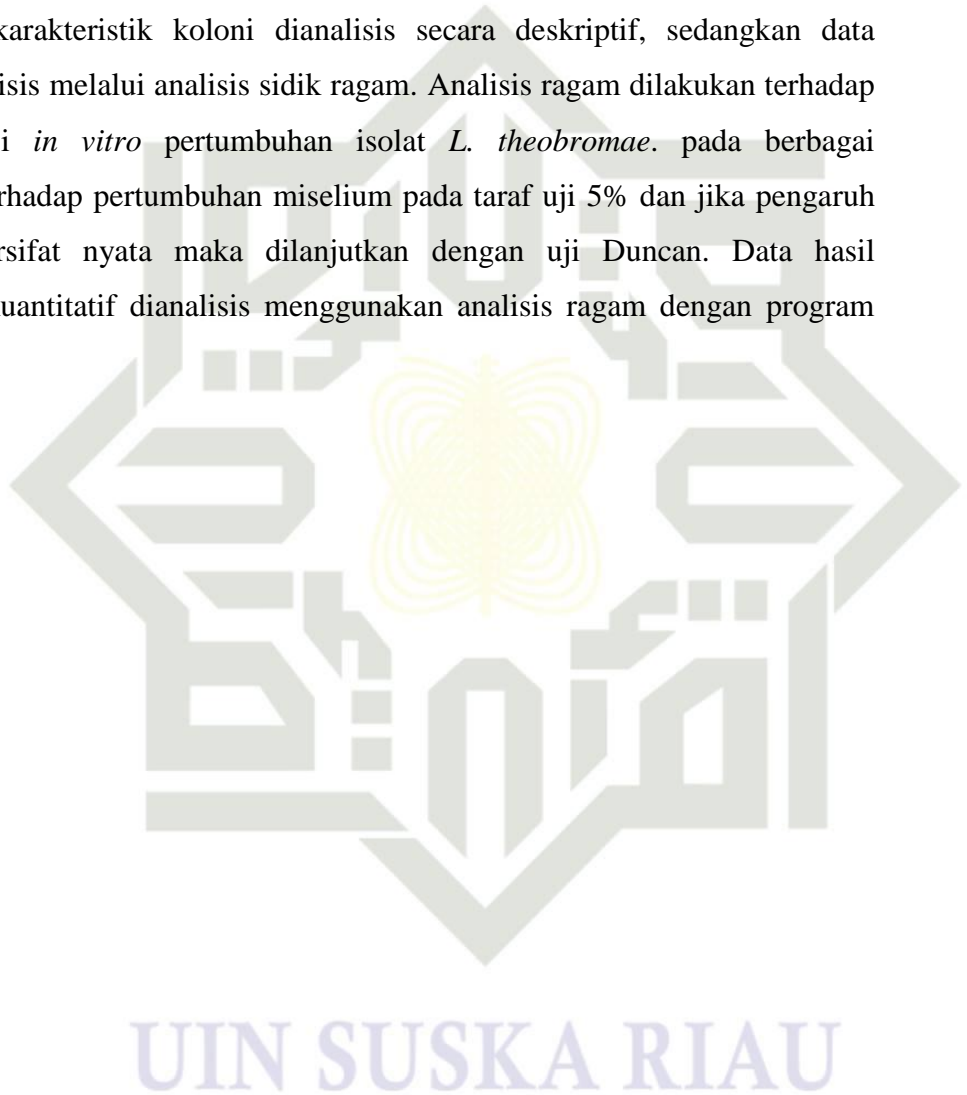 karakteristik koloni dianalisis secara deskriptif, sedangkan data
isis melalui analisis sidik ragam. Analisis ragam dilakukan terhadap
i in vitro pertumbuhan isolat L. theobromae. pada berbagai
rhadap pertumbuhan miselium pada taraf uji 5% dan jika pengaruh
rsifat nyata maka dilanjutkan dengan uji Duncan. Data hasil
uantitatif dianalisis menggunakan analisis ragam dengan program
UIN SUSKA RIAU